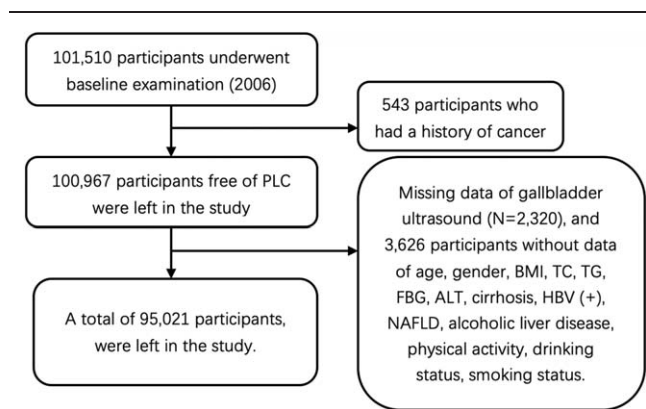 101,510 participants underwent
baseline examination (2006)
543 participants who
had a history of cancer
100,967 participants free of PLC
were left in the study
Missing data of gallbladder
ultrasound (N=2,320), and
3,626 participants without data
of age, gender, BMI, TC, TG,
FBG, ALT, cirrhosis, HBV (+),
NAFLD, alcoholic liver disease,
physical activity, drinking
status, smoking status.
A total of 95,021 participants,
were left in the study.